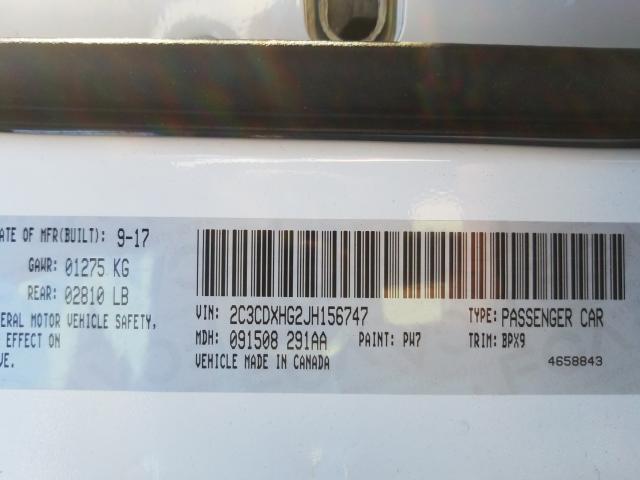 ATE OF MFR(BUILT): 9-17
GAWR: 01275 KG
REAR: 02810 LB
ERAL MOTOR VEHICLE SAFETY,
EFFECT ON
VE.
VIN: 2C3CDXHG2JH156747 TYPE: PASSENGER CAR
MDH: 091508 291AA PAINT: PW7 TRIM: BPX9
VEHICLE MADE IN CANADA 4658843